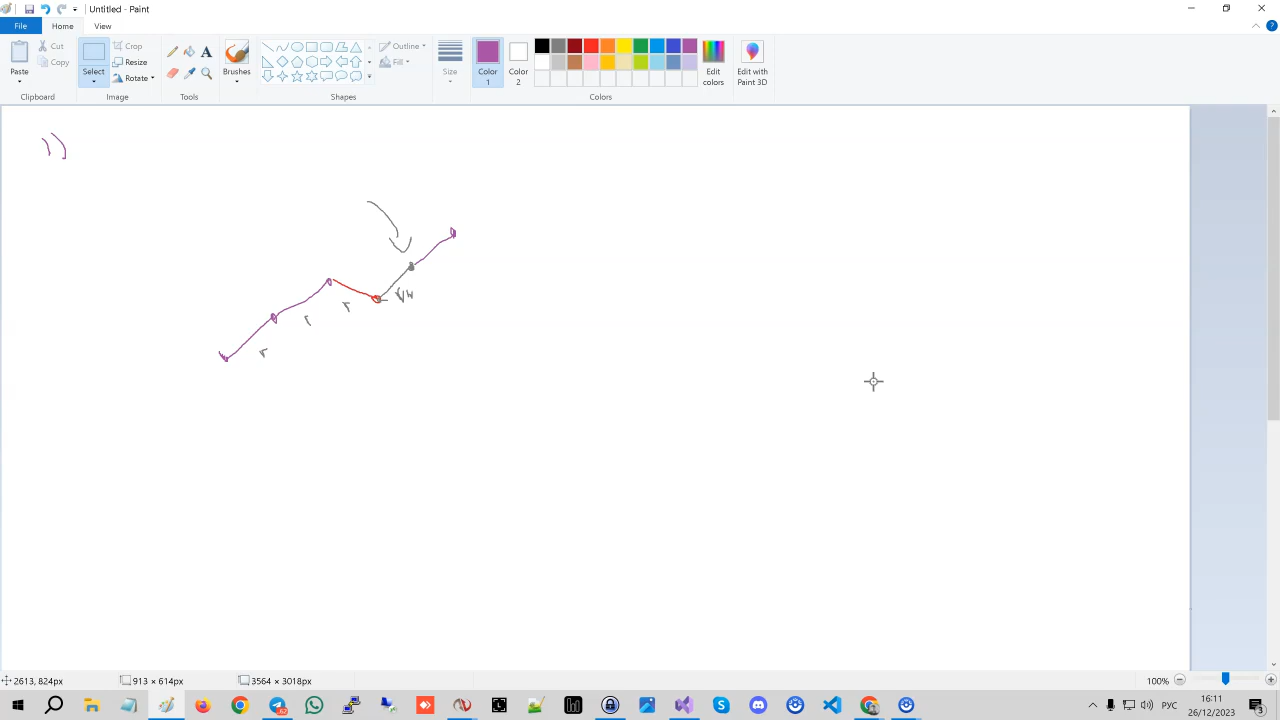 Untitled - Paint
File
Home
View
Paste
Cut
Copy
Clipboard
Select
Crop
Resize
Rotate
Image
Tools
Brushes
Outline
Fill
Shapes
Size
Color 1
Color 2
Edit colors
Edit with Paint 3D
Colors
r
r
r
2613, 824px
913 × 614px
3564 × 3018px
100%
РУС
16:11
26/12/2023
3